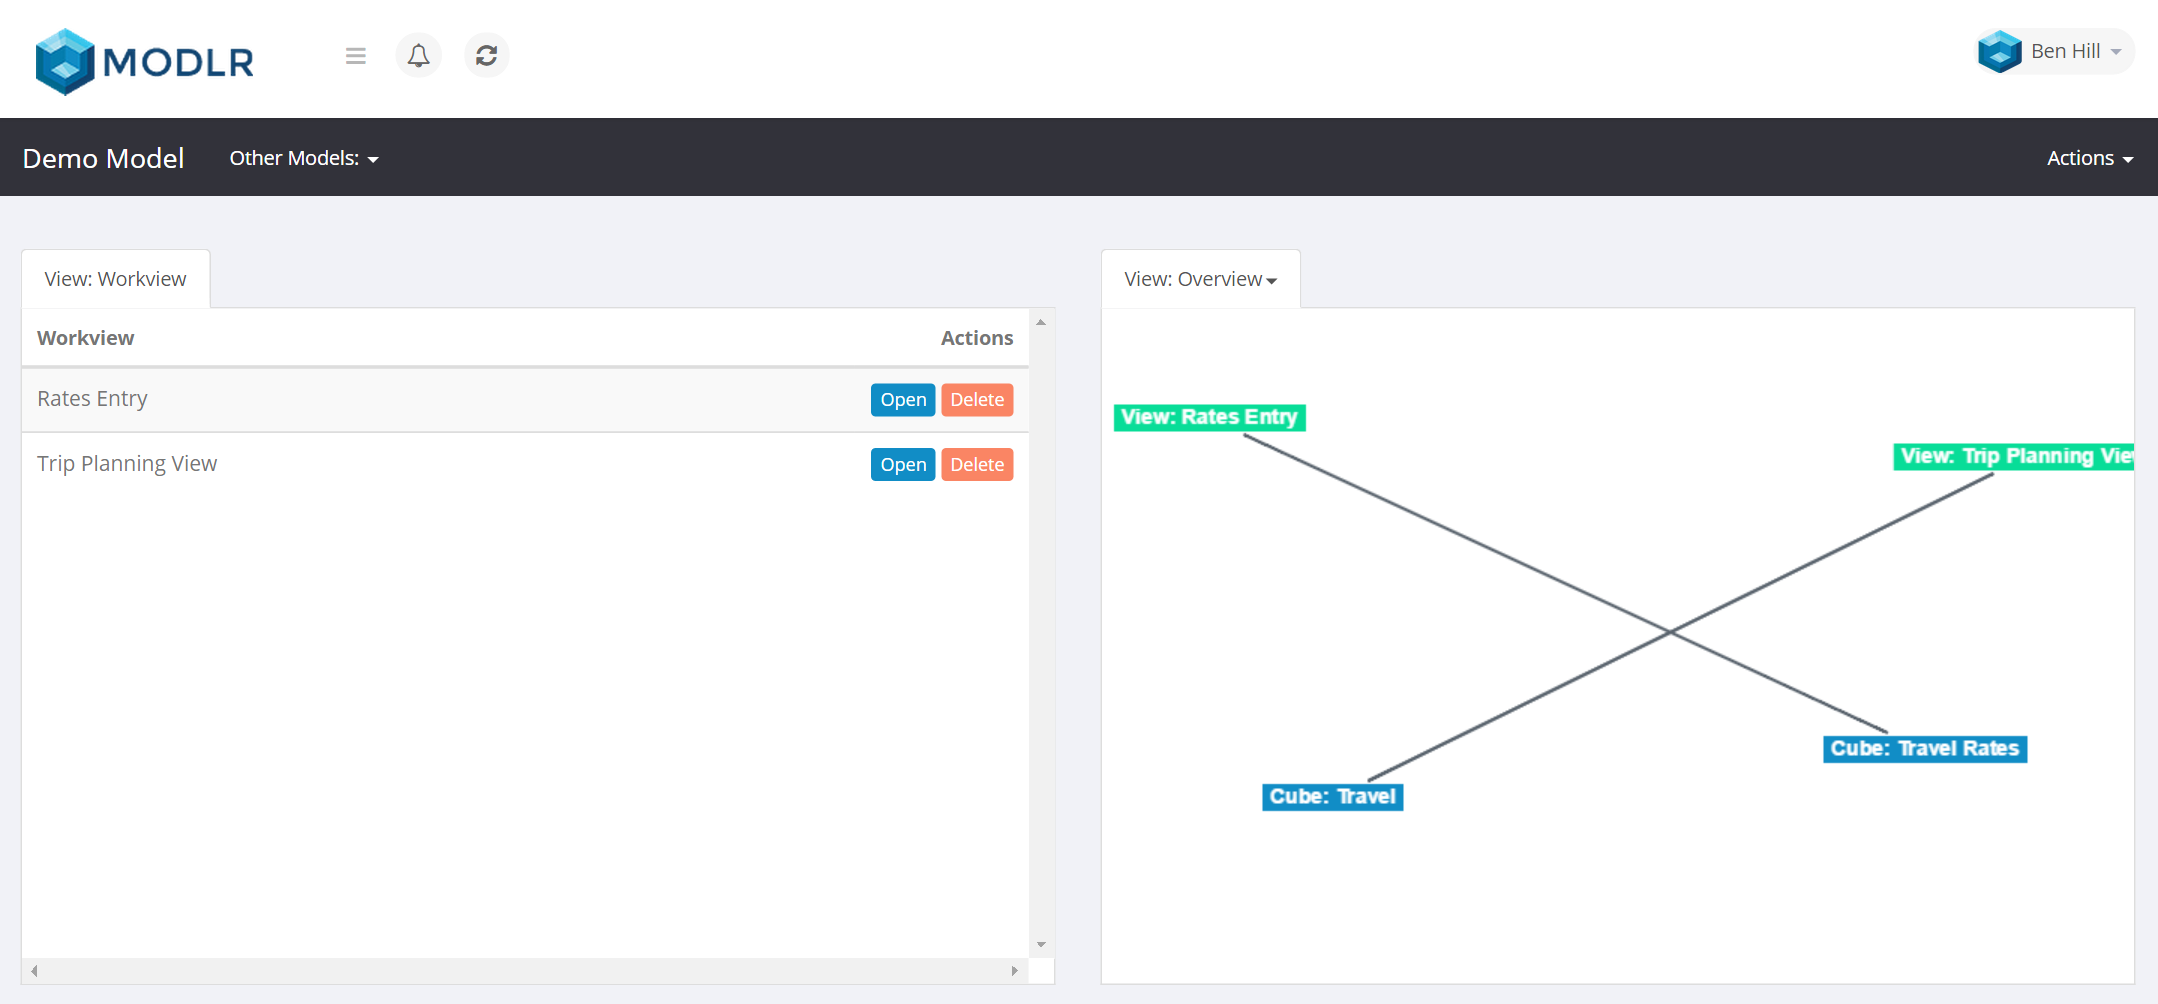 MODLR
Ben Hill
Demo Model
Other Models:
Actions
View: Workview
Workview
Actions
Rates Entry
Open
Delete
Trip Planning View
Open
Delete
View: Overview
View: Rates Entry
View: Trip Planning Vie
Cube: Travel Rates
Cube: Travel